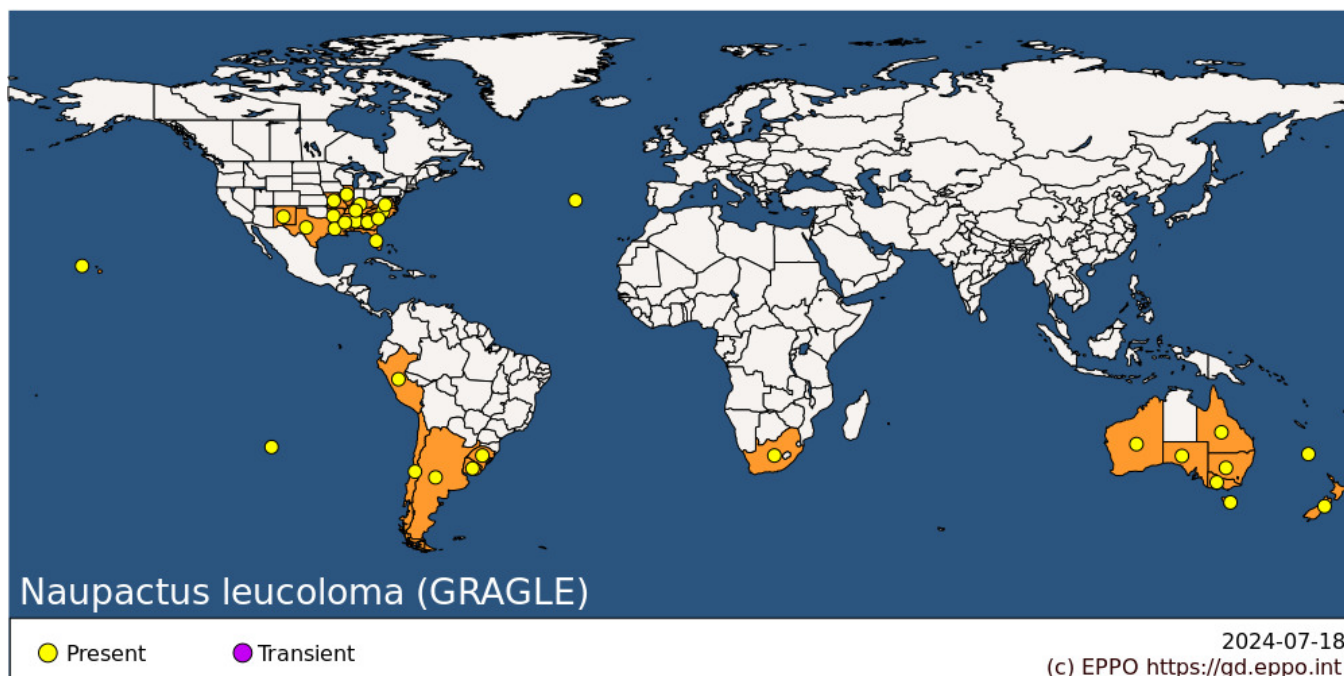 Naupactus leucoloma (GRAGLE)
Present
Transient
2024-07-18
(c) EPPO https://gd.eppo.int